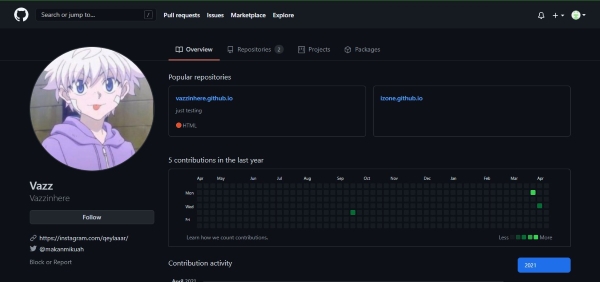 Search or jump to... /
Pull requests Issues Marketplace Explore
Overview Repositories 2 Projects Packages
Popular repositories
vazzinhere.github.io
just testing
HTML
izone.github.io
5 contributions in the last year
Apr May Jun Jul Aug Sep Oct Nov Dec Jan Feb Mar Apr
Mon
Wed
Fri
Learn how we count contributions.
Less More
Vazz
Vazzinhere
Follow
https://instagram.com/qeylaaar/
@makanmikuah
Block or Report
Contribution activity
2021
April 2021